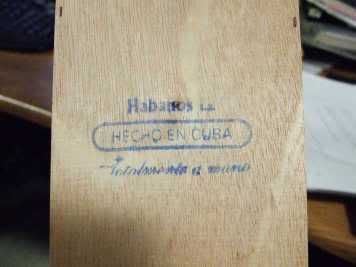 Habanos s.a.
HECHO EN CUBA
Totalmente a mano